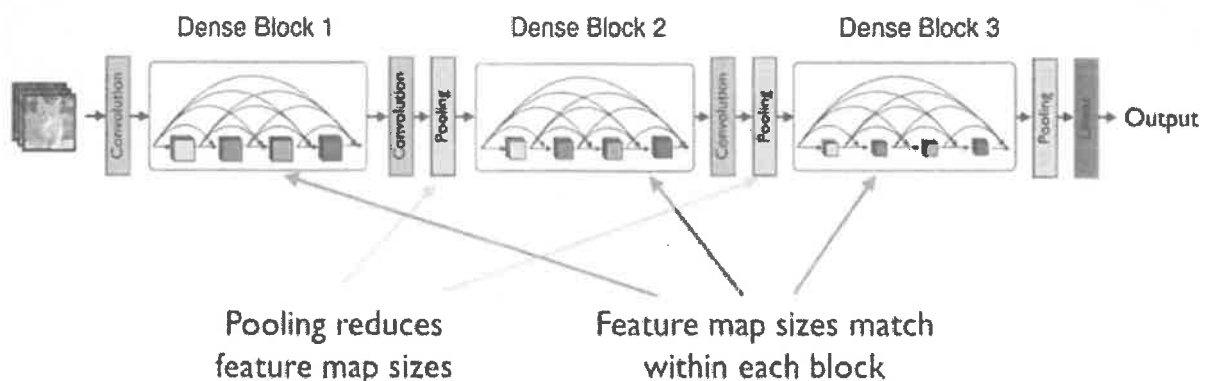 Dense Block 1
Dense Block 2
Dense Block 3
Convolution
Convolution
Pooling
Convolution
Pooling
Pooling
Linear
Output
Pooling reduces
feature map sizes
Feature map sizes match
within each block